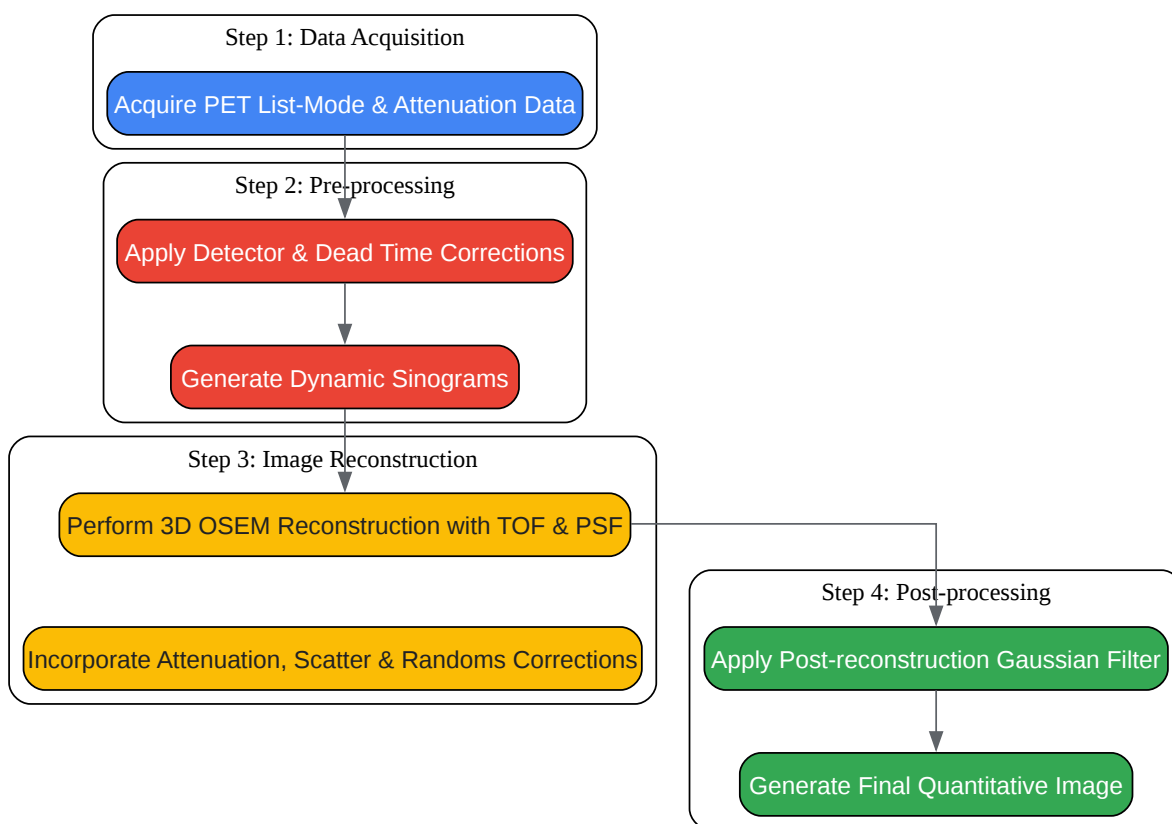 Step 1: Data Acquisition
Acquire PET List-Mode & Attenuation Data
Step 2: Pre-processing
Apply Detector & Dead Time Corrections
Generate Dynamic Sinograms
Step 3: Image Reconstruction
Perform 3D OSEM Reconstruction with TOF & PSF
Incorporate Attenuation, Scatter & Randoms Corrections
Step 4: Post-processing
Apply Post-reconstruction Gaussian Filter
Generate Final Quantitative Image